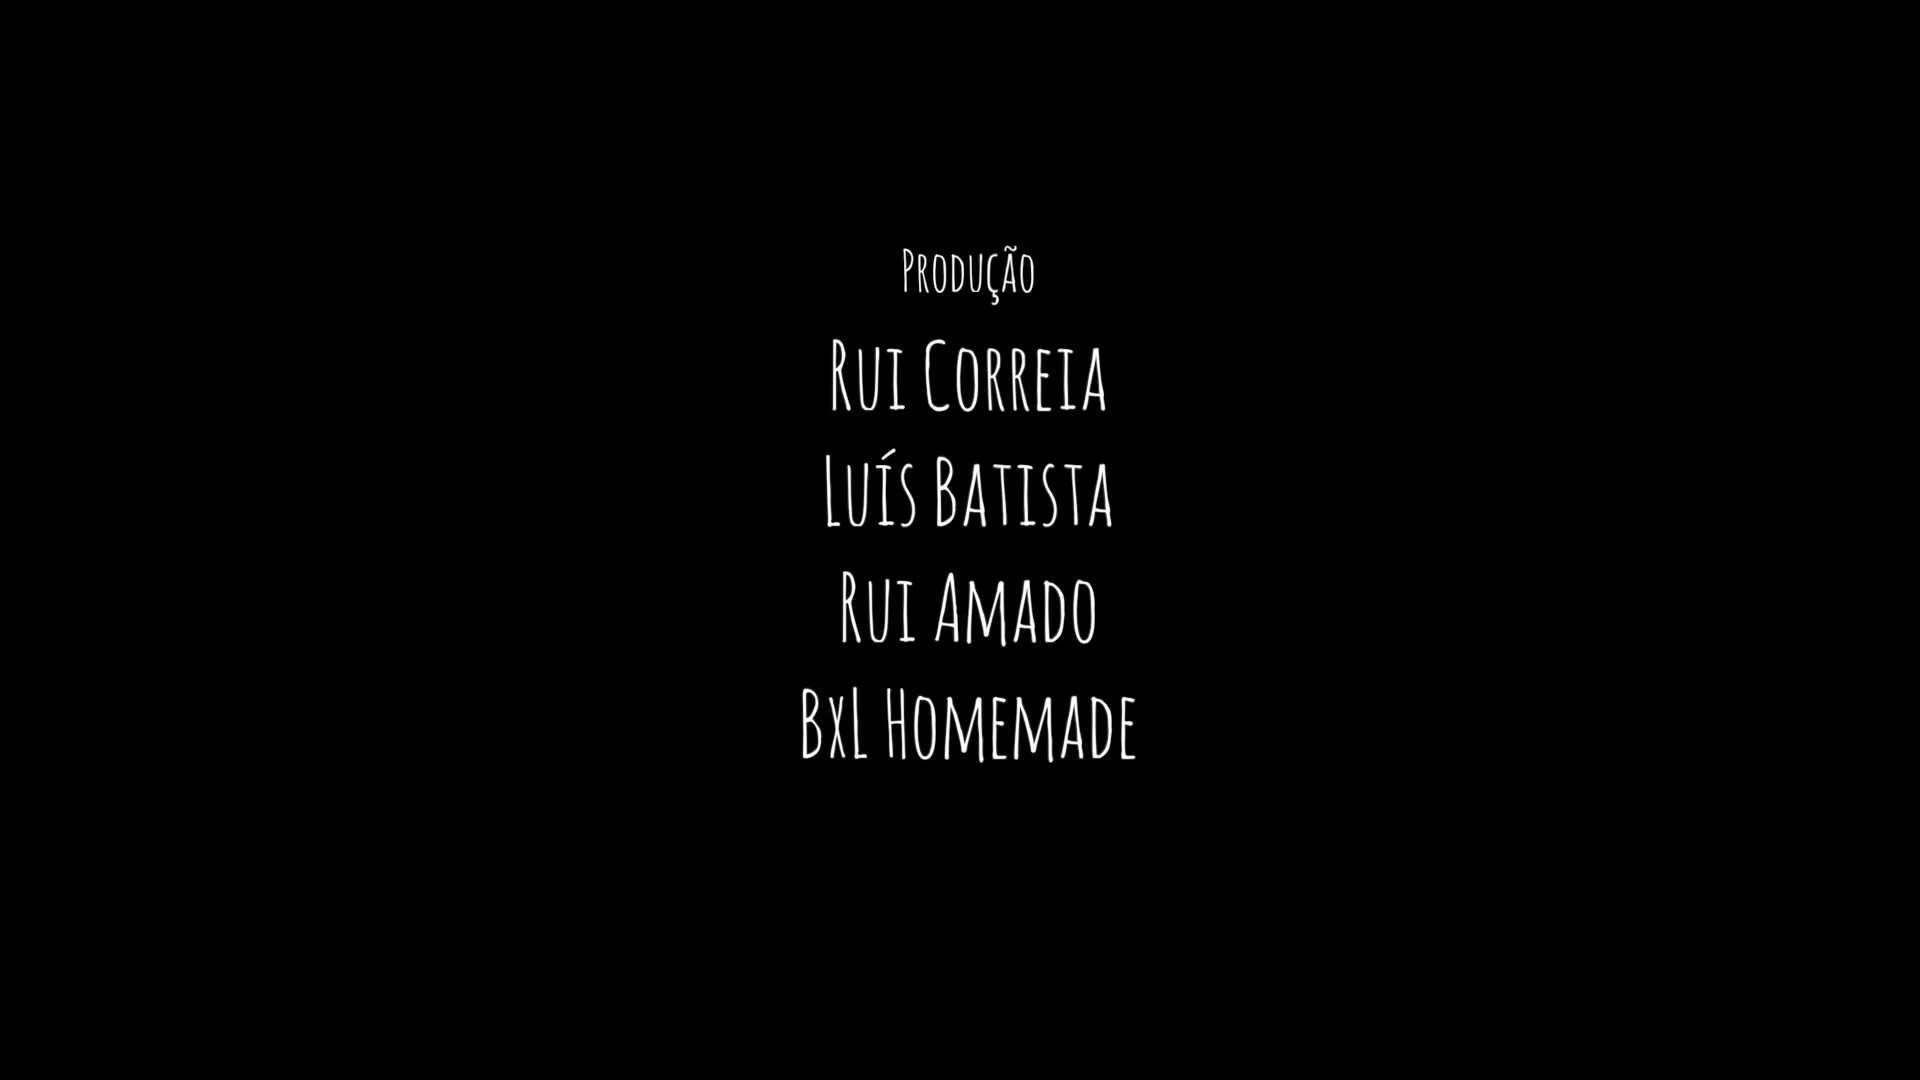 Produção
Rui Correia
Luís Batista
Rui Amado
BxL Homemade